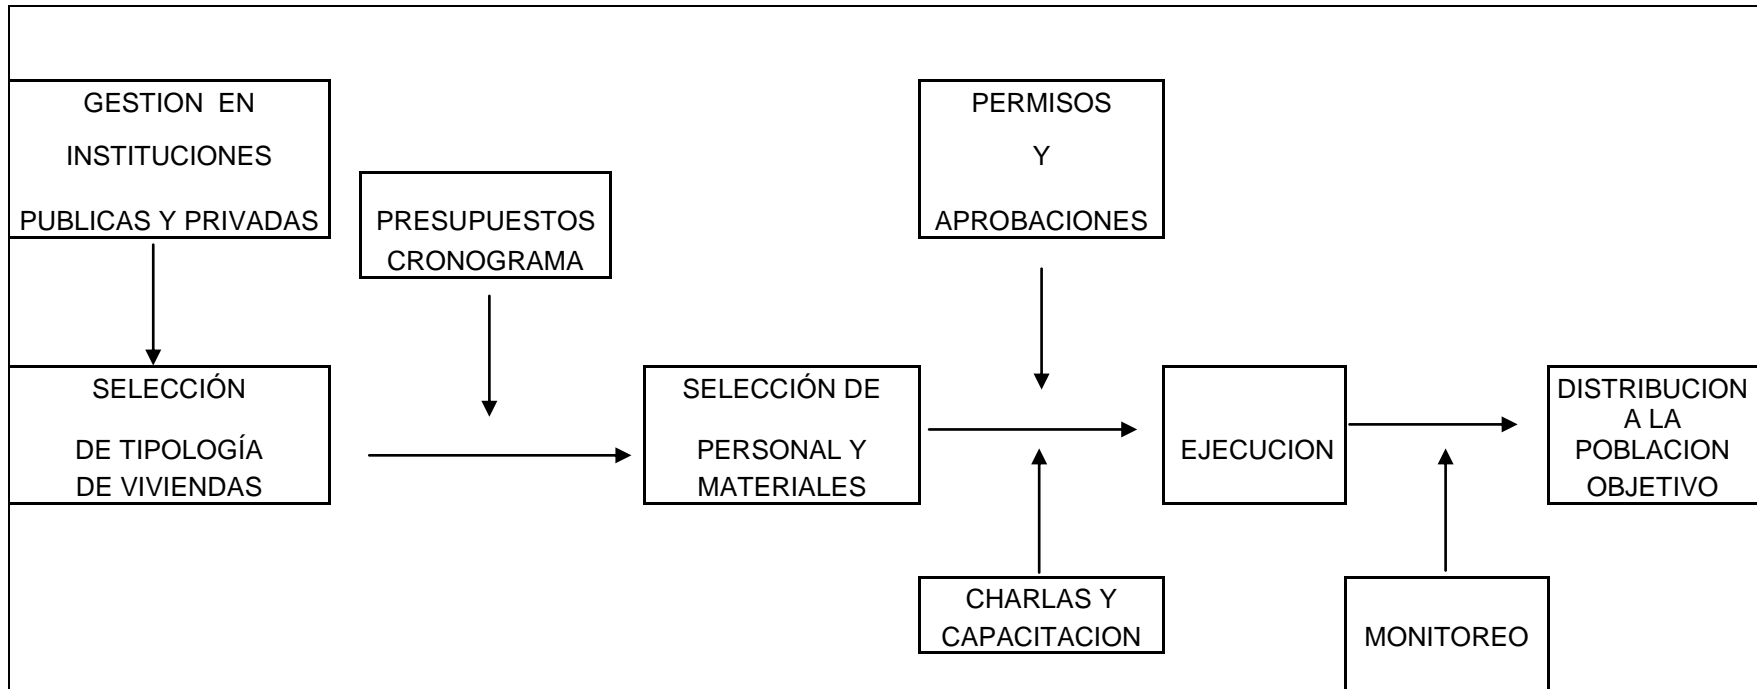 GESTION EN
INSTITUCIONES
PUBLICAS Y PRIVADAS
PRESUPUESTOS
CRONOGRAMA
PERMISOS
Y
APROBACIONES
SELECCIÓN
DE TIPOLOGÍA
DE VIVIENDAS
SELECCIÓN DE
PERSONAL Y
MATERIALES
EJECUCION
DISTRIBUCION
A LA
POBLACION
OBJETIVO
CHARLAS Y
CAPACITACION
MONITOREO